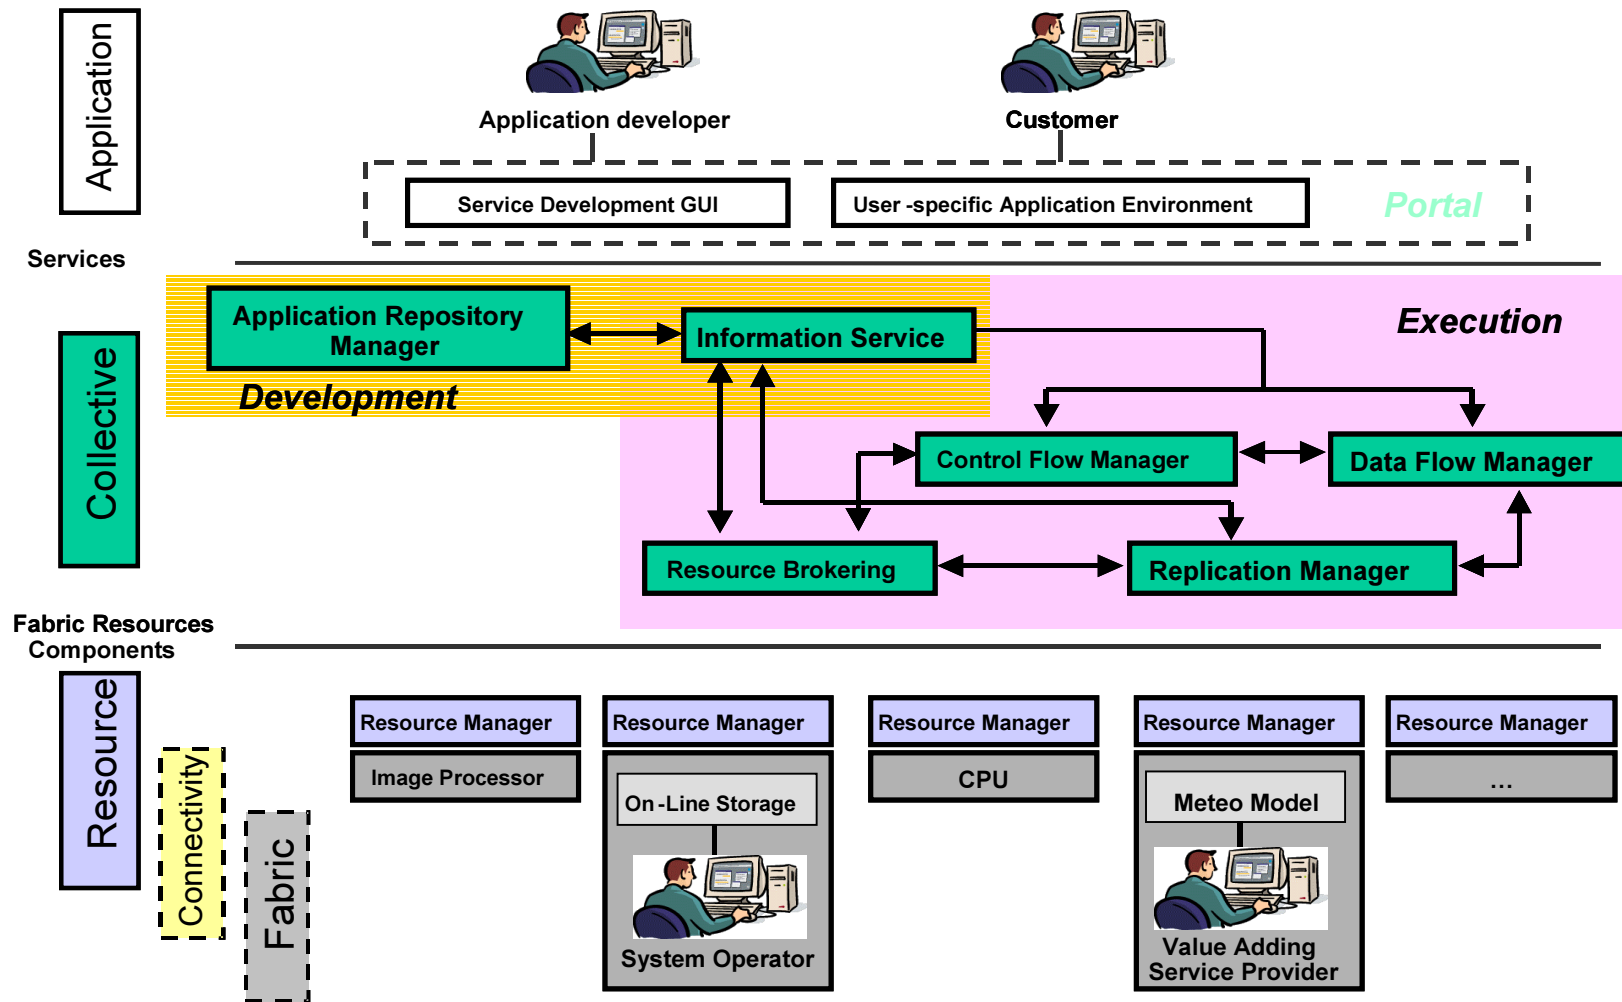 Application
Application developer
Customer
Service Development GUI
User -specific Application Environment
Portal
Services
Collective
Application Repository
Manager
Information Service
Execution
Development
Control Flow Manager
Data Flow Manager
Resource Brokering
Replication Manager
Fabric Resources
Components
Resource
Connectivity
Fabric
Resource Manager
Resource Manager
Resource Manager
Resource Manager
Resource Manager
Image Processor
On -Line Storage
CPU
Meteo Model
...
System Operator
Value Adding
Service Provider